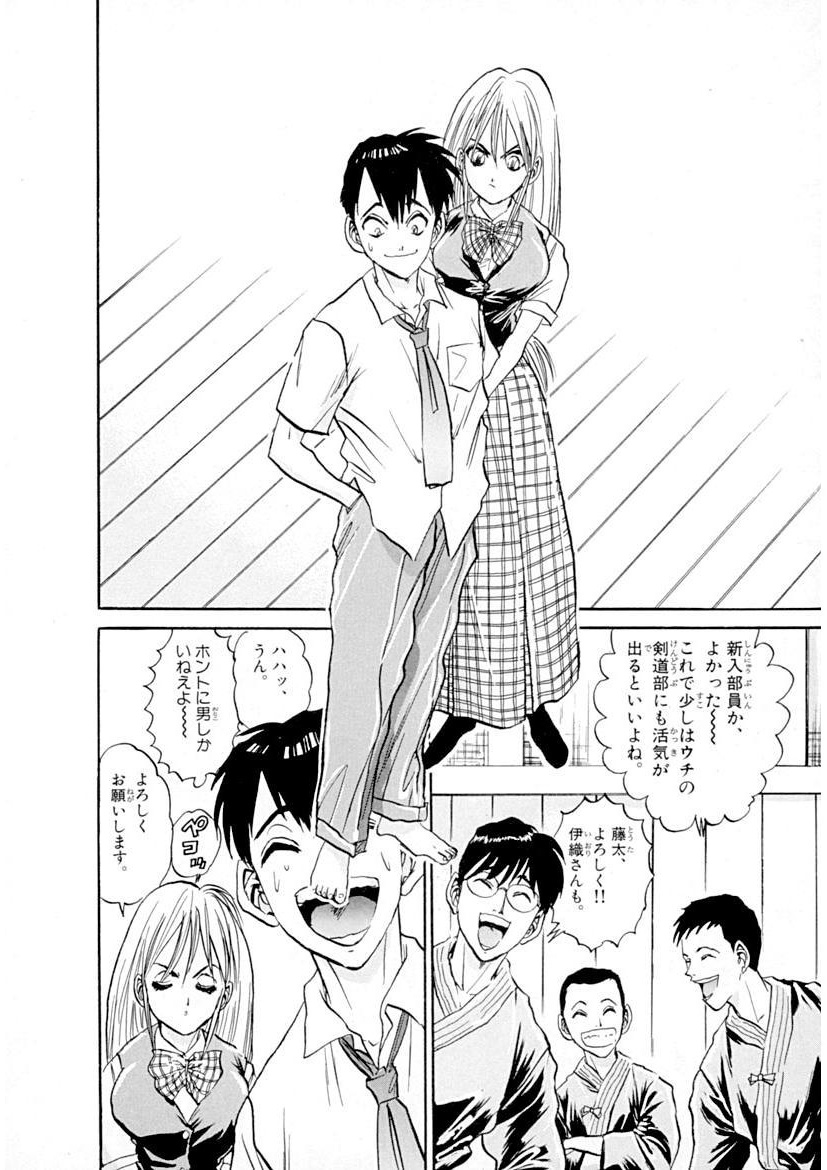 新入部員か、
よかった〜〜
これで少しはウチの
剣道部にも活気が
出るといいよね。
藤太、
よろしく!!
伊織さんも。
ハハッ、
うん。
ホントに男しか
いねえよ〜〜
ペコッ
よろしく
お願いします。